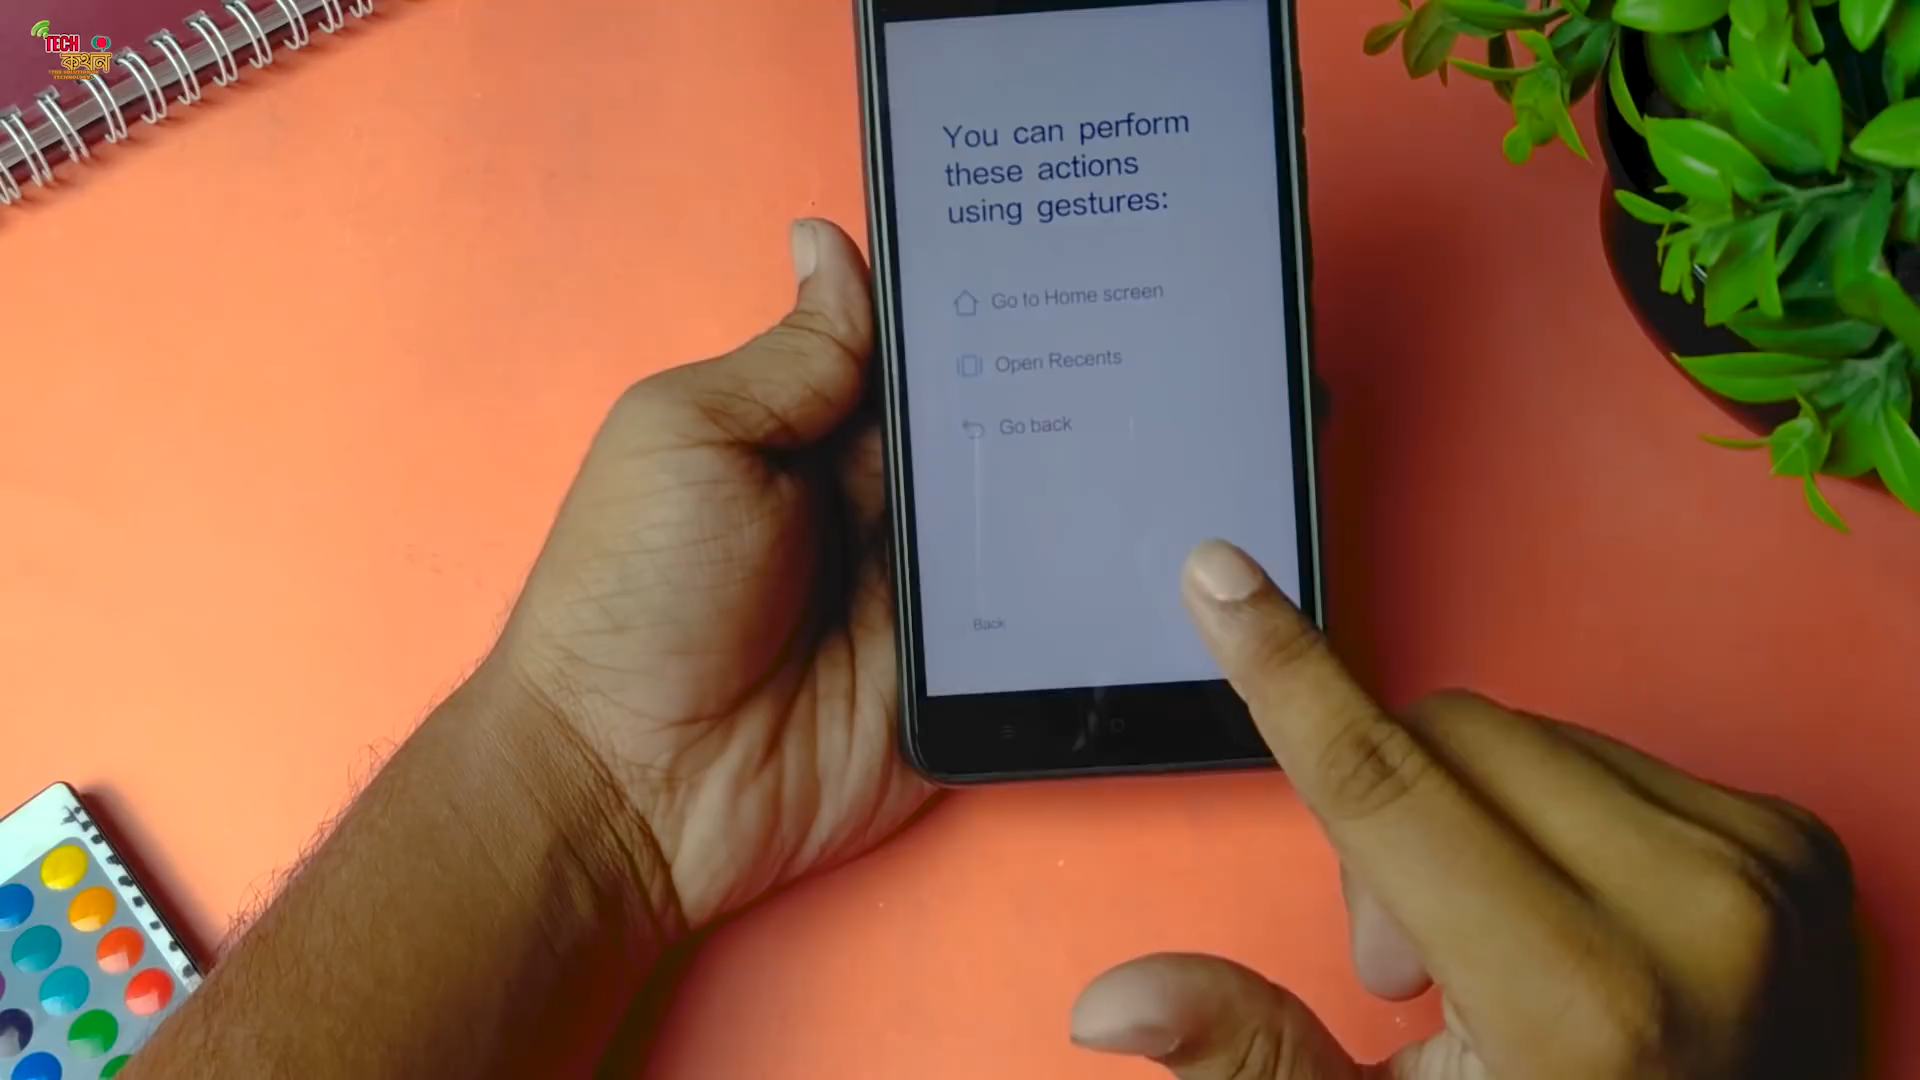 TECH
কথন
You can perform
these actions
using gestures:
Go to Home screen
Open Recents
Go back
Back